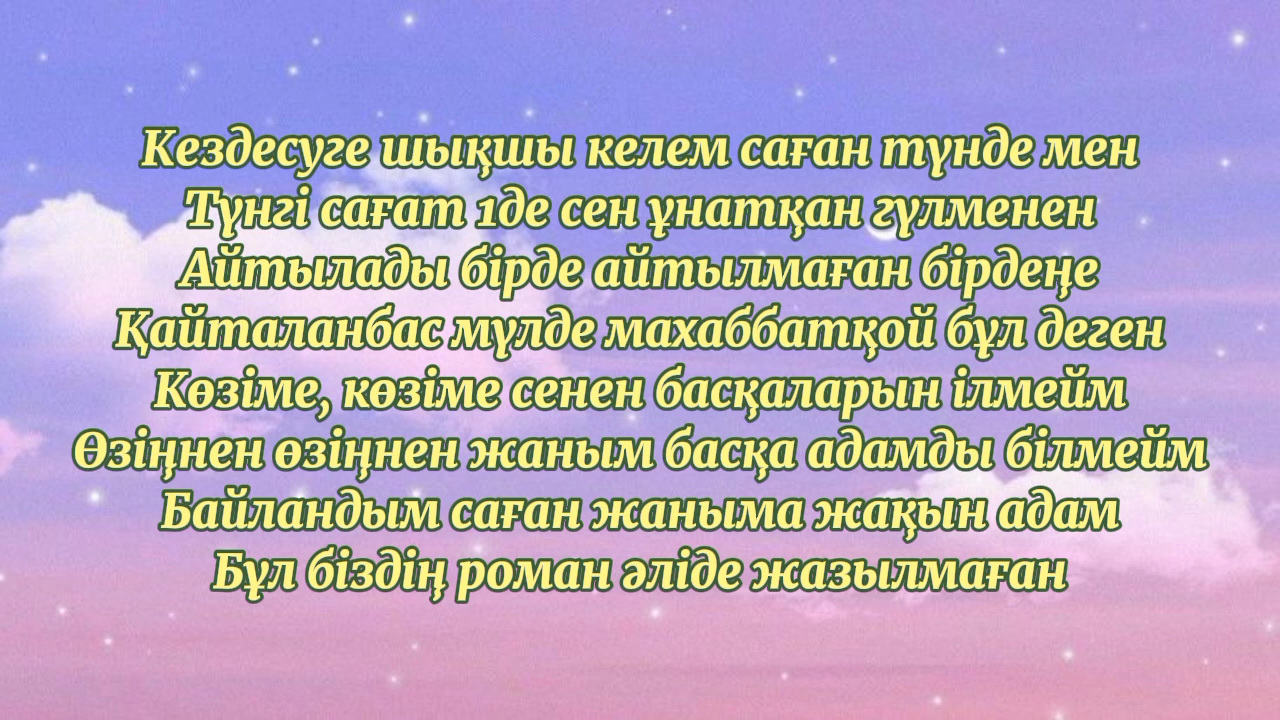 Кездесуге шықшы келем саған түнде мен
Түнгі сағат 1де сен ұнатқан гүлменен
Айтылады бірде айтылмаған бірдеңе
Қайталанбас мүлде махаббатқой бұл деген
Көзіме, көзіме сенен басқаларын ілмейм
Өзіңнен өзіңнен жаным басқа адамды білмейм
Байландым саған жаныма жақын адам
Бұл біздің роман әліде жазылмаған